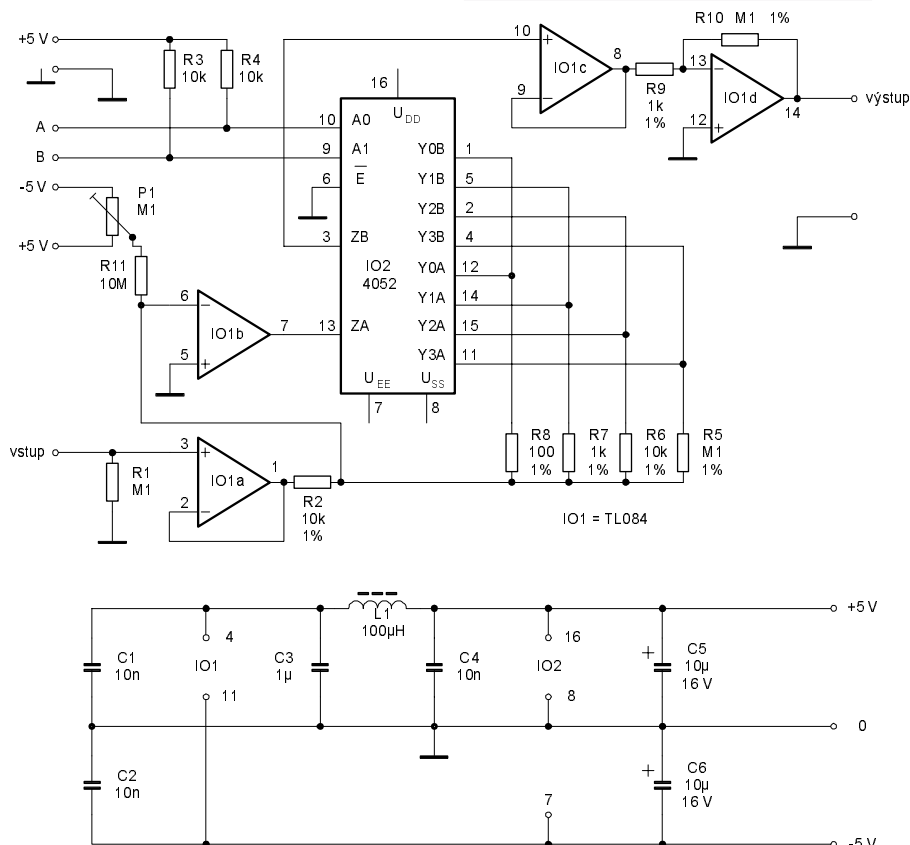 +5 V
R3
10k
R4
10k
A
B
-5 V
P1
M1
+5 V
R11
10M
16
U DD
10 A0
9 A1
6 E
3 ZB
IO2
4052
13 ZA
U EE
U SS
7
8
Y0B 1
Y1B 5
Y2B 2
Y3B 4
Y0A 12
Y1A 14
Y2A 15
Y3A 11
10 +
9 −
IO1c
8
R9
1k
1%
R10 M1 1%
13 −
12 +
IO1d
14
výstup
6 −
5 +
IO1b
7
vstup
R1
M1
3 +
2 −
IO1a
1
R2
10k
1%
R8
100
1%
R7
1k
1%
R6
10k
1%
R5
M1
1%
IO1 = TL084
C1
10n
C2
10n
4
IO1
11
C3
1µ
L1
100µH
C4
10n
16
IO2
8
7
+
C5
10µ
16 V
+
C6
10µ
16 V
+5 V
0
-5 V